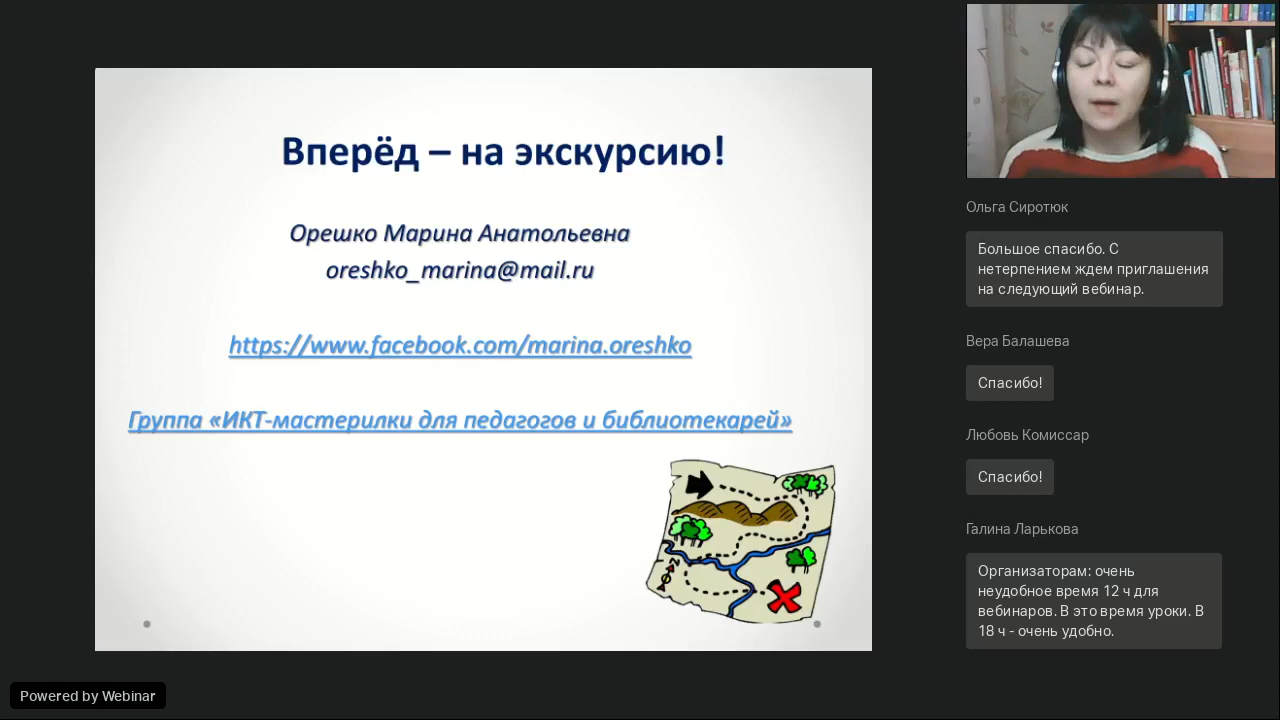 Вперёд – на экскурсию!
Орешко Марина Анатольевна
oreshko_marina@mail.ru
https://www.facebook.com/marina.oreshko
Группа «ИКТ-мастерилки для педагогов и библиотекарей»
Ольга Сиротюк
Большое спасибо. С
нетерпением ждем приглашения
на следующий вебинар.
Вера Балашева
Спасибо!
Любовь Комиссар
Спасибо!
Галина Ларькова
Организаторам: очень
неудобное время 12 ч для
вебинаров. В это время уроки. В
18 ч - очень удобно.
Powered by Webinar